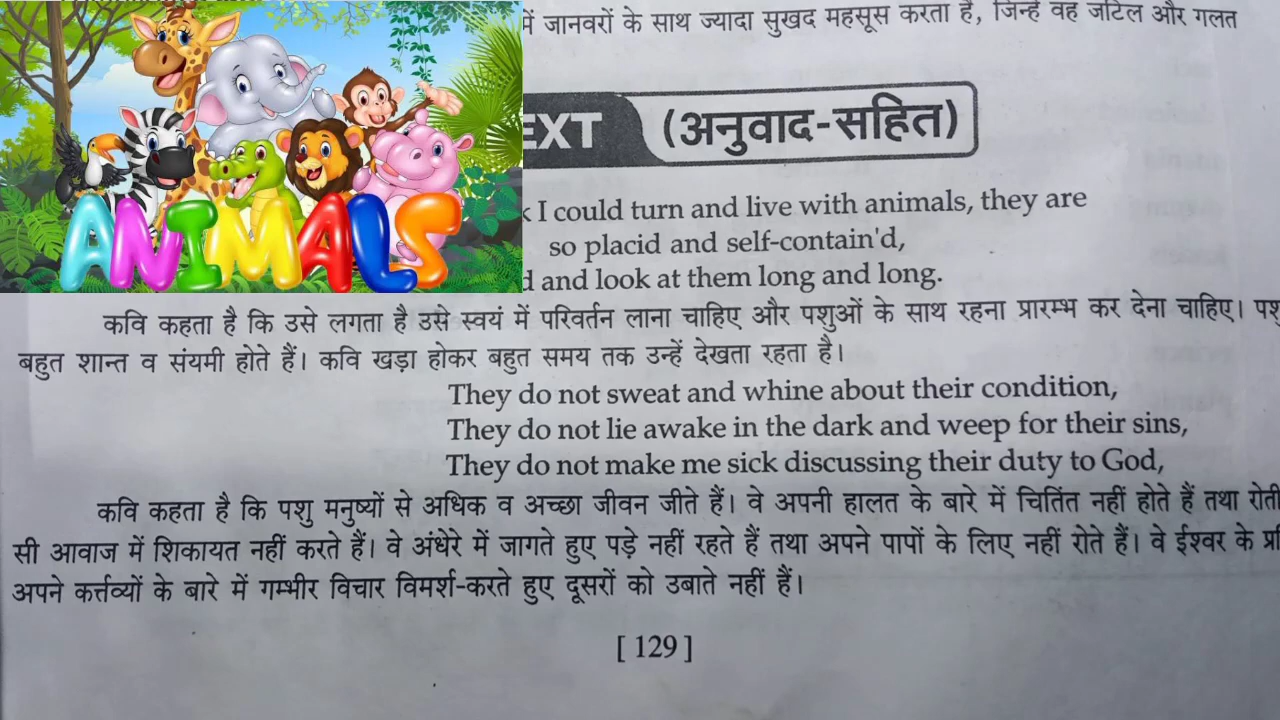 में जानवरों के साथ ज्यादा सुखद महसूस करता है, जिन्हें वह जटिल और गलत
EXT (अनुवाद-सहित)
ANIMALS
I could turn and live with animals, they are
so placid and self-contain'd,
and look at them long and long.
कवि कहता है कि उसे लगता है उसे स्वयं में परिवर्तन लाना चाहिए और पशुओं के साथ रहना प्रारम्भ कर देना चाहिए।
बहुत शान्त व संयमी होते हैं। कवि खड़ा होकर बहुत समय तक उन्हें देखता रहता है।
They do not sweat and whine about their condition,
They do not lie awake in the dark and weep for their sins,
They do not make me sick discussing their duty to God,
कवि कहता है कि पशु मनुष्यों से अधिक व अच्छा जीवन जीते हैं। वे अपनी हालत के बारे में चितिंत नहीं होते हैं तथा रोती
सी आवाज में शिकायत नहीं करते हैं। वे अंधेरे में जागते हुए पड़े नहीं रहते हैं तथा अपने पापों के लिए नहीं रोते हैं। वे ईश्वर के
अपने कर्त्तव्यों के बारे में गम्भीर विचार विमर्श-करते हुए दूसरों को उबाते नहीं हैं।
[ 129 ]